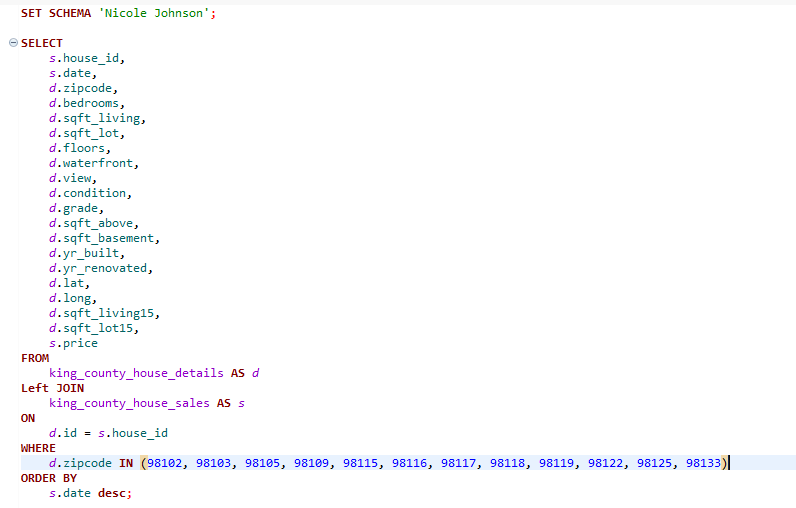 SET SCHEMA 'Nicole Johnson';
SELECT
s.house_id,
s.date,
d.zipcode,
d.bedrooms,
d.sqft_living,
d.sqft_lot,
d.floors,
d.waterfront,
d.view,
d.condition,
d.grade,
d.sqft_above,
d.sqft_basement,
d.yr_built,
d.yr_renovated,
d.lat,
d.long,
d.sqft_living15,
d.sqft_lot15,
s.price
FROM
king_county_house_details AS d
Left JOIN
king_county_house_sales AS s
ON
d.id = s.house_id
WHERE
d.zipcode IN (98102, 98103, 98105, 98109, 98115, 98116, 98117, 98118, 98119, 98122, 98125, 98133)
ORDER BY
s.date desc;